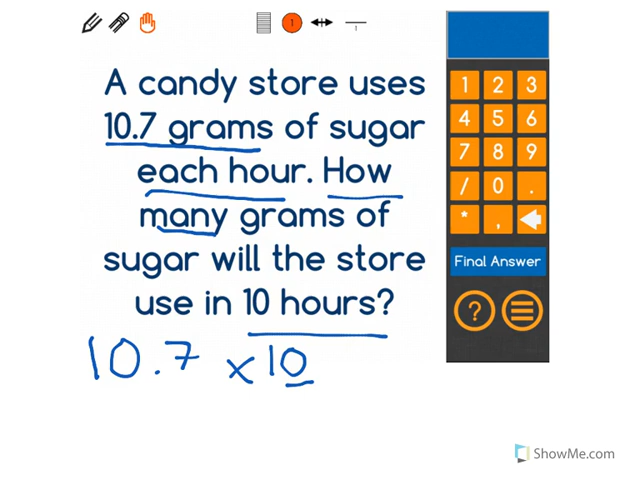 A candy store uses
10.7 grams of sugar
each hour. How
many grams of
sugar will the store
use in 10 hours?
10.7 x 10
1 2 3
4 5 6
7 8 9
/ 0 .
* ,
Final Answer
?
ShowMe.com